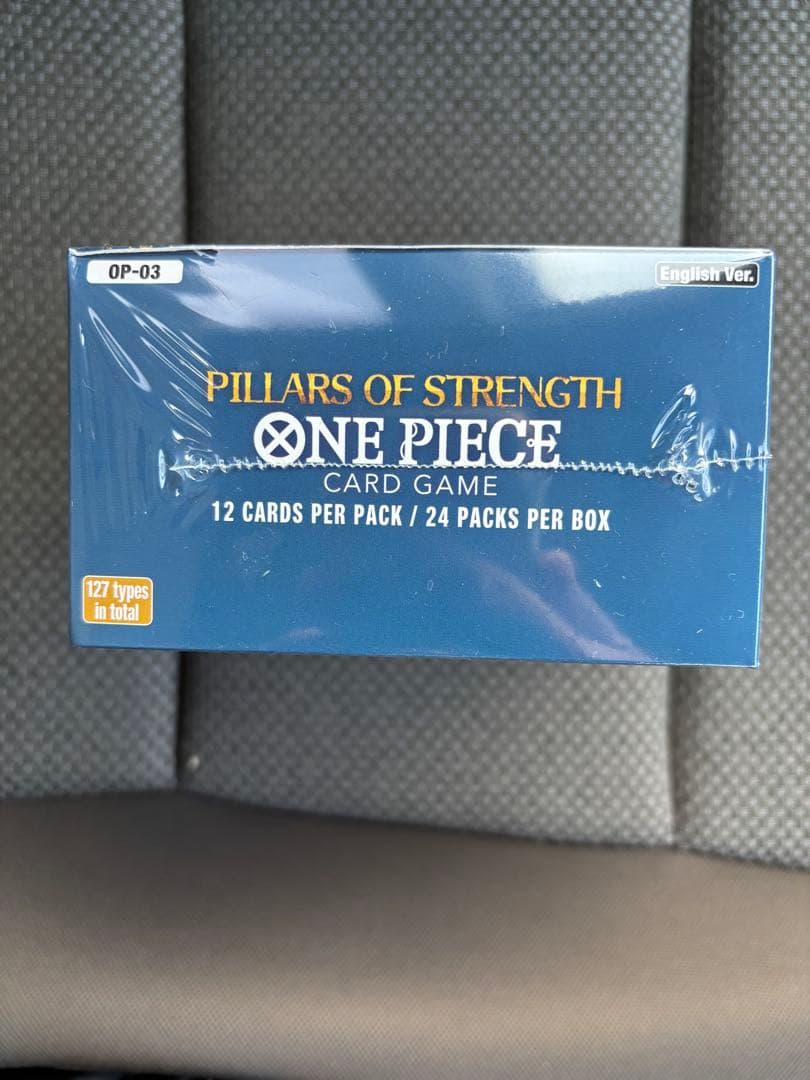 OP-03
English Ver.
PILLARS OF STRENGTH
ONE PIECE
CARD GAME
12 CARDS PER PACK / 24 PACKS PER BOX
127 types
in total